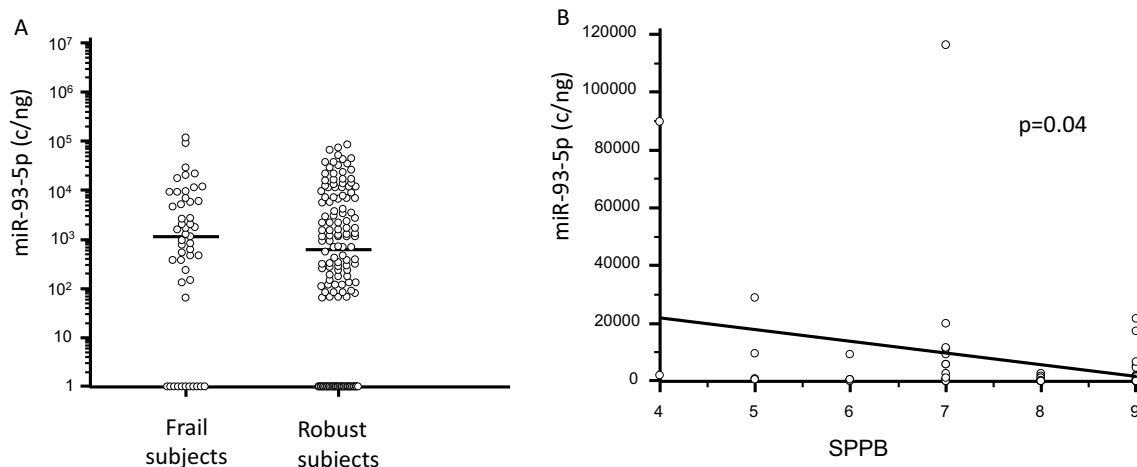 A
miR-93-5p (c/ng)
10⁷
10⁶
10⁵
10⁴
10³
10²
10
1
Frail
subjects
Robust
subjects
B
miR-93-5p (c/ng)
120000
100000
80000
60000
40000
20000
0
p=0.04
4 5 6 7 8 9
SPPB